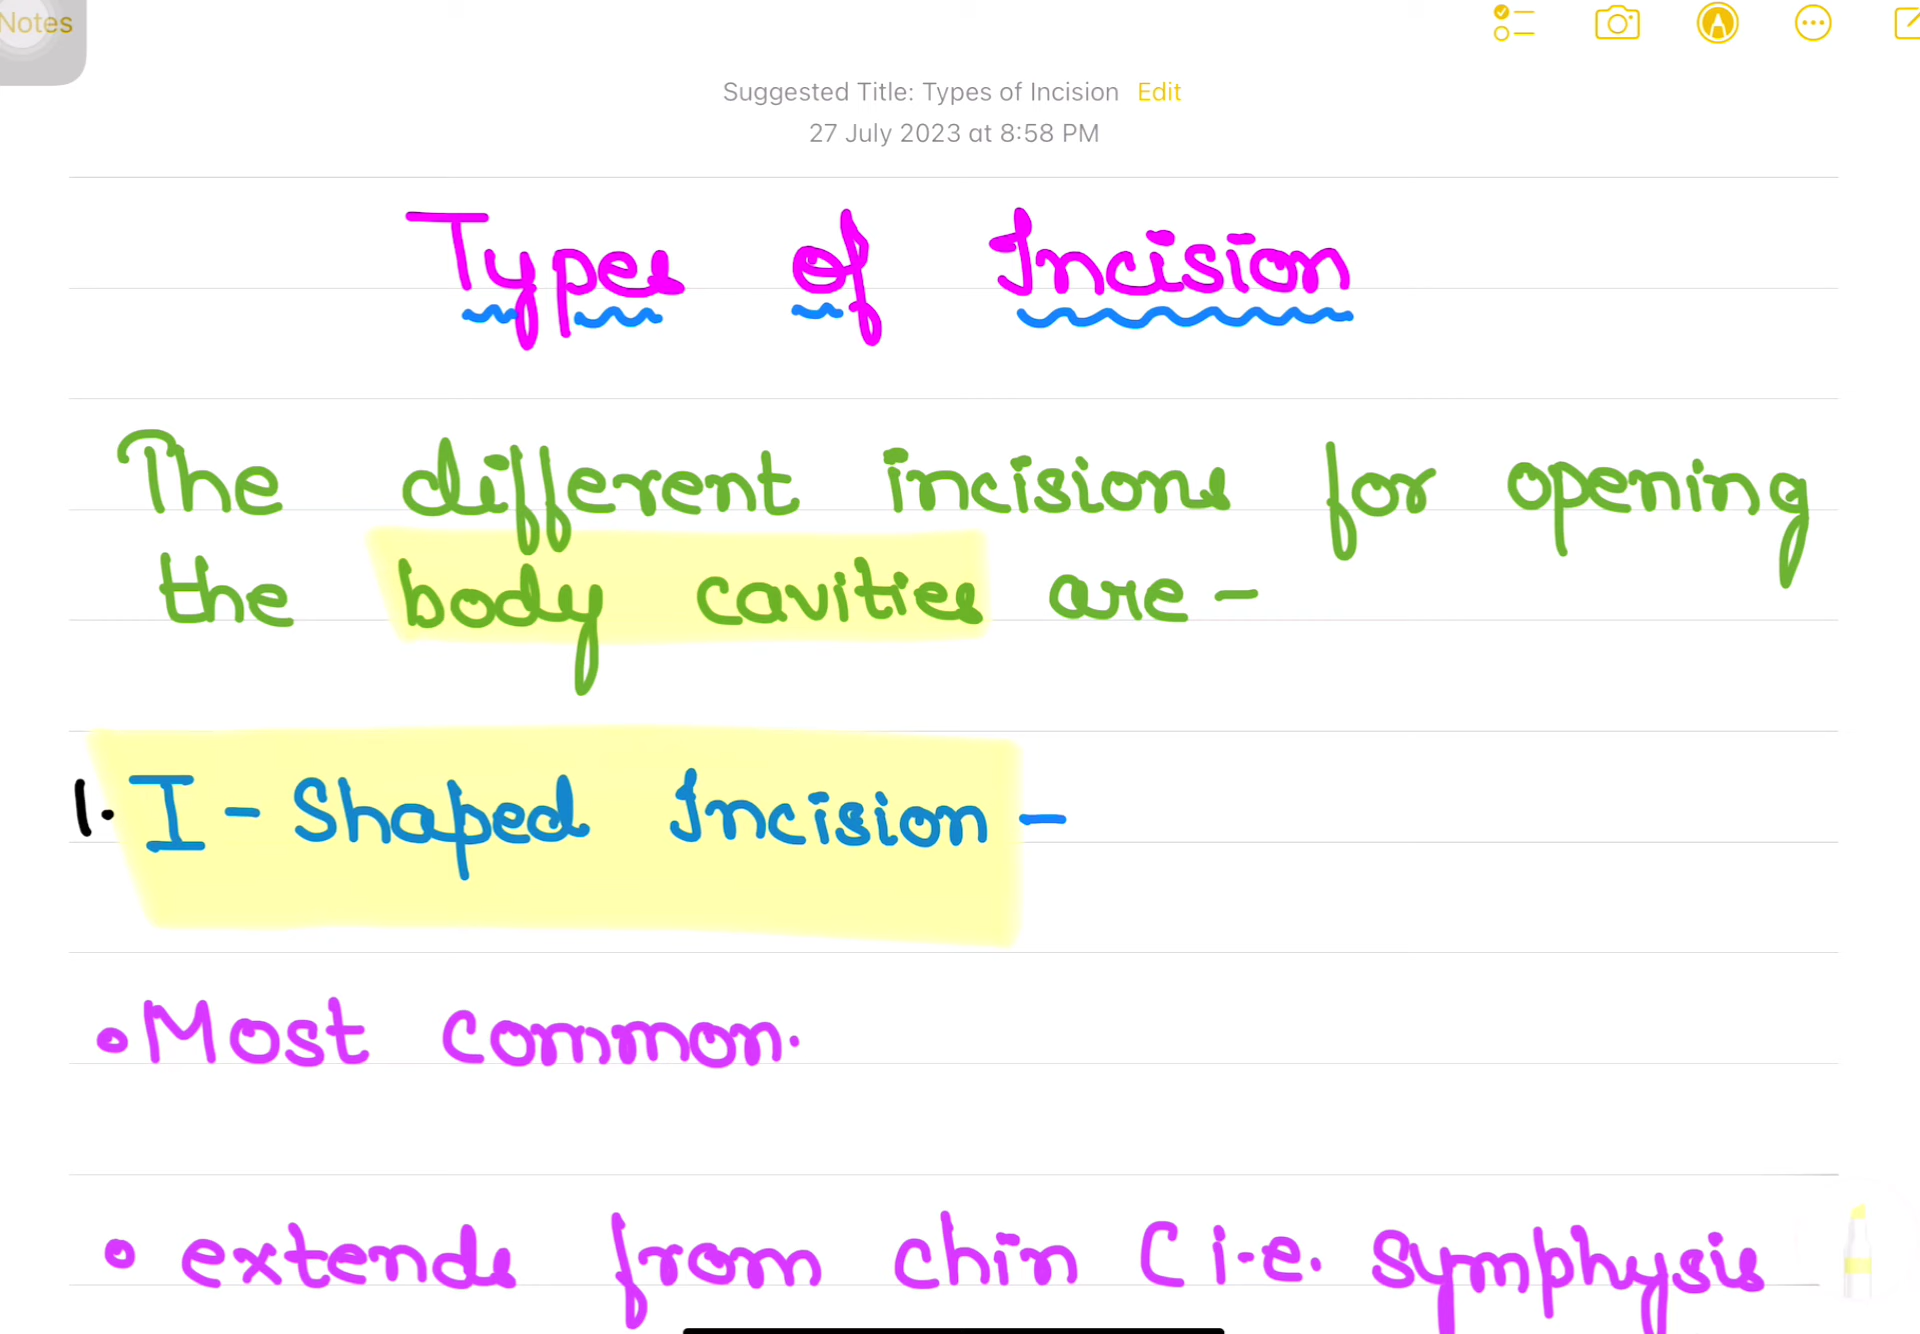 Notes
Suggested Title: Types of Incision Edit
27 July 2023 at 8:58 PM
Types of Incision
The different incisions for opening
the body cavities are -
1. I - Shaped Incision -
• Most common.
• extends from chin ( i.e. symphysis